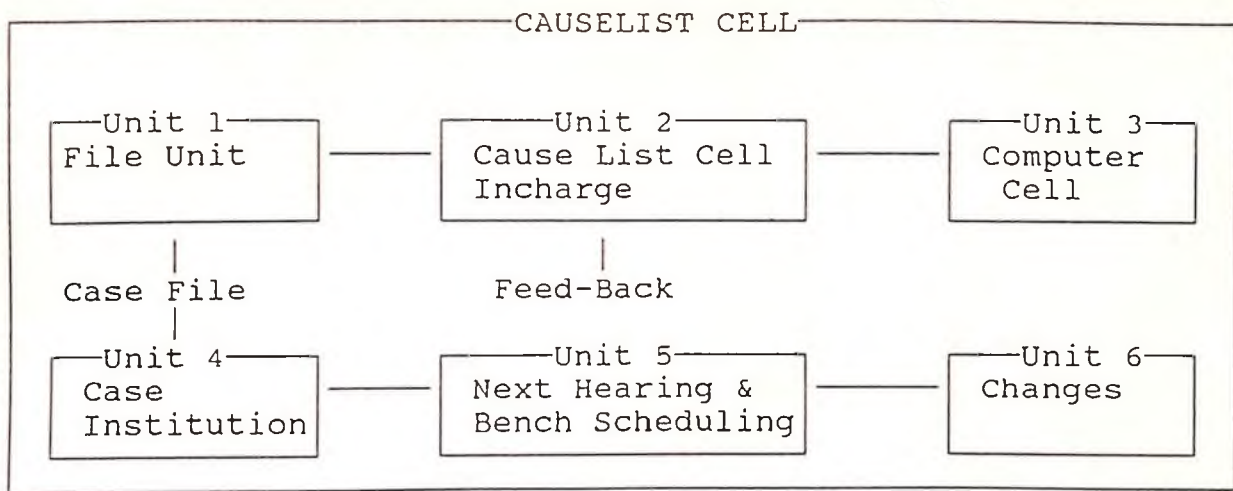 CAUSELIST CELL
Unit 1
File Unit
Unit 2
Cause List Cell
Incharge
Unit 3
Computer
Cell
Case File
Feed-Back
Unit 4
Case
Institution
Unit 5
Next Hearing &
Bench Scheduling
Unit 6
Changes